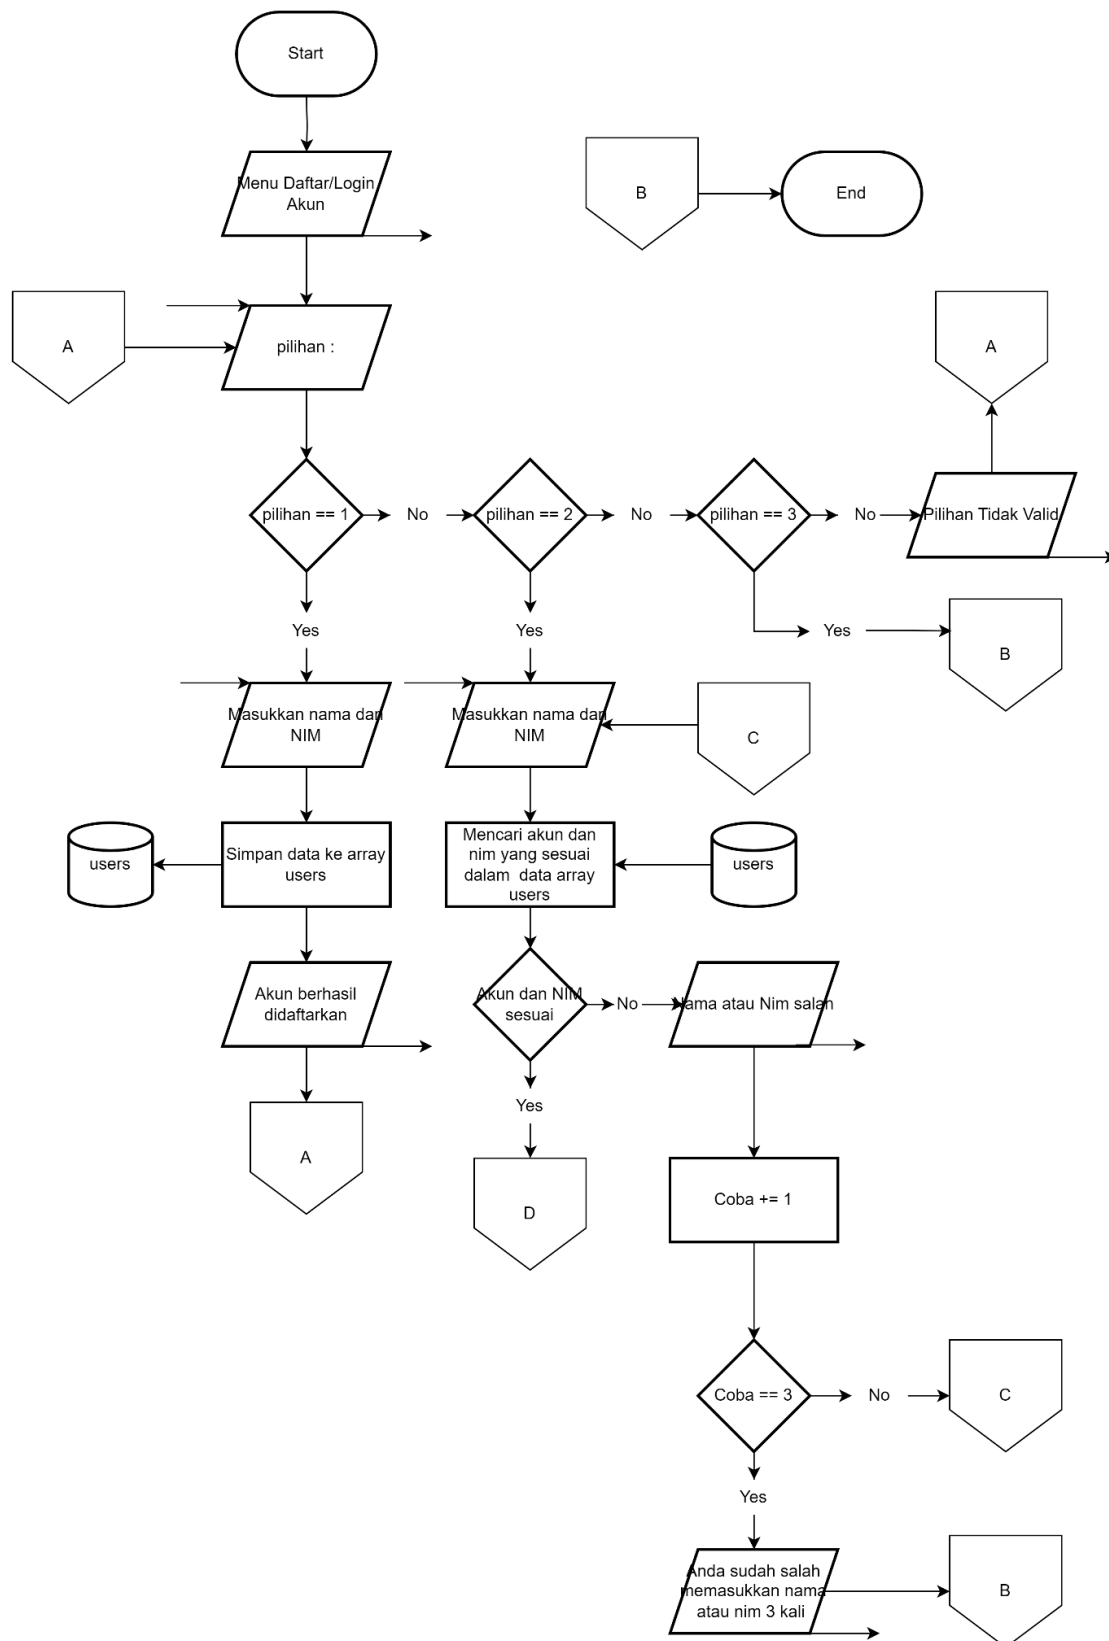 Start
Menu Daftar/Login
Akun
B
End
A
pilihan :
A
pilihan == 1
No
pilihan == 2
No
pilihan == 3
No
Pilihan Tidak Valid
Yes
Yes
Yes
B
Masukkan nama dan
NIM
Masukkan nama dan
NIM
C
users
Simpan data ke array
users
Mencari akun dan
nim yang sesuai
dalam data array
users
users
Akun berhasil
didaftarkan
Akun dan NIM
sesuai
No
Nama atau Nim salah
A
Yes
D
Coba += 1
Coba == 3
No
C
Yes
Anda sudah salah
memasukkan nama
atau nim 3 kali
B